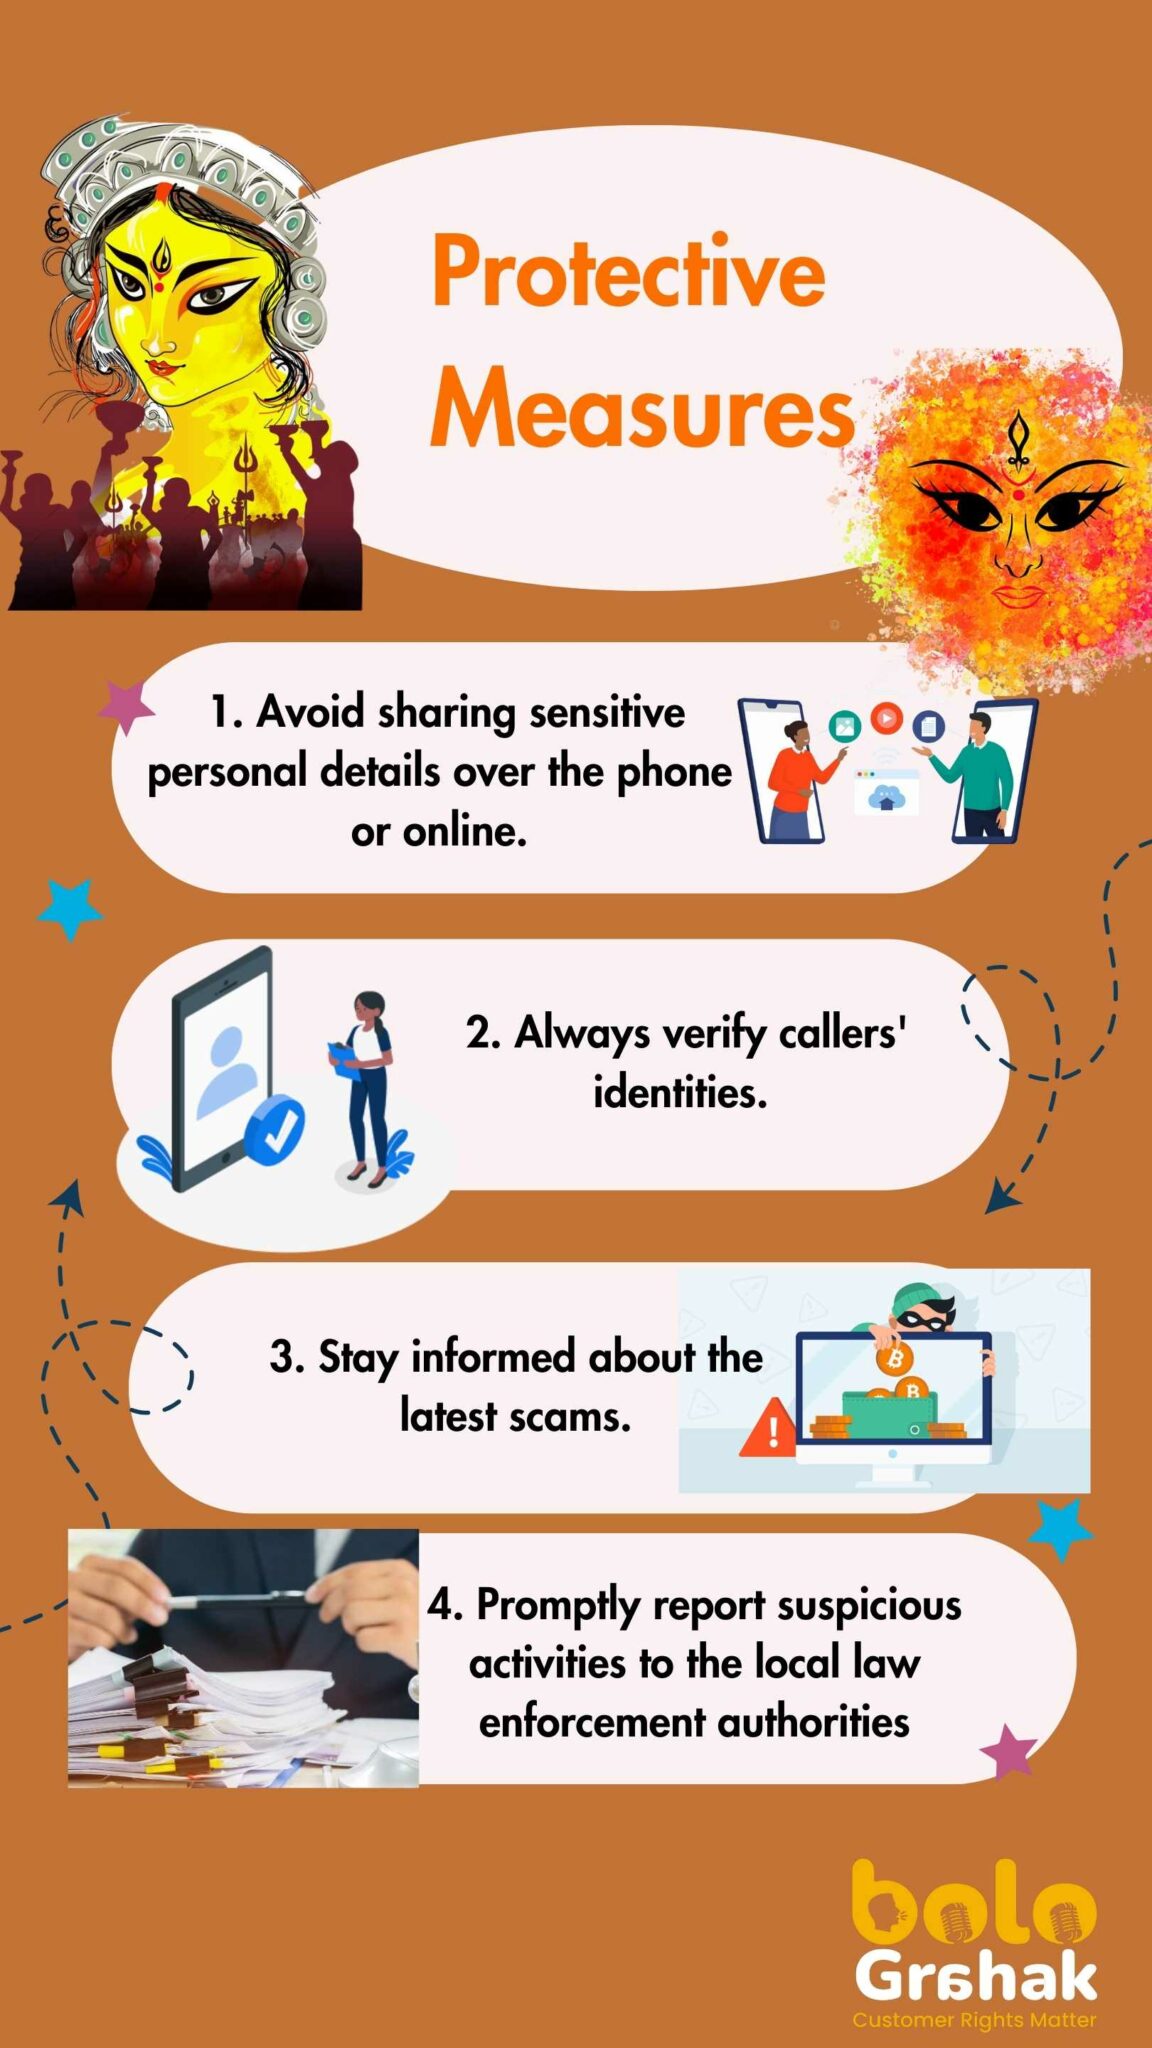 Protective
Measures
1. Avoid sharing sensitive
personal details over the phone
or online.
2. Always verify callers'
identities.
3. Stay informed about the
latest scams.
4. Promptly report suspicious
activities to the local law
enforcement authorities
bolo
Grahak
Customer Rights Matter